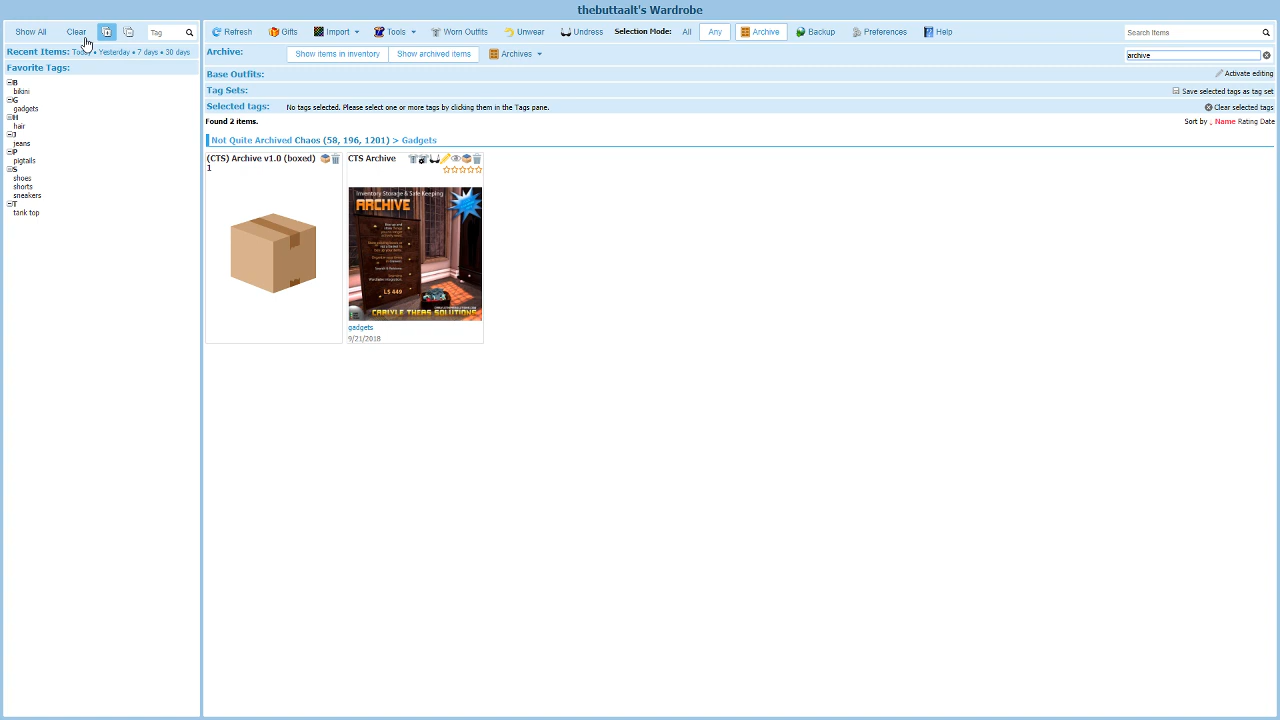 thebuttaalt's Wardrobe
Show All Clear Tag
Refresh Gifts Import Tools Worn Outfits Unwear Undress Selection Mode: All Any Archive Backup Preferences Help Search Items
Recent Items: Today • Yesterday • 7 days • 30 days
Archive: Show items in inventory Show archived items Archives archive
Favorite Tags:
B
bikini
G
gadgets
H
hair
J
jeans
P
pigtails
S
shoes
shorts
sneakers
T
tank top
Base Outfits: Activate editing
Tag Sets: Save selected tags as tag set
Selected tags: No tags selected. Please select one or more tags by clicking them in the Tags pane. Clear selected tags
Found 2 items. Sort by Name Rating Date
Not Quite Archived Chaos (58, 196, 1201) > Gadgets
(CTS) Archive v1.0 (boxed)
1
CTS Archive
Inventory Storage & Safe Keeping
ARCHIVE
L$ 449
CARLYLE THEAS SOLUTIONS
gadgets
9/21/2018